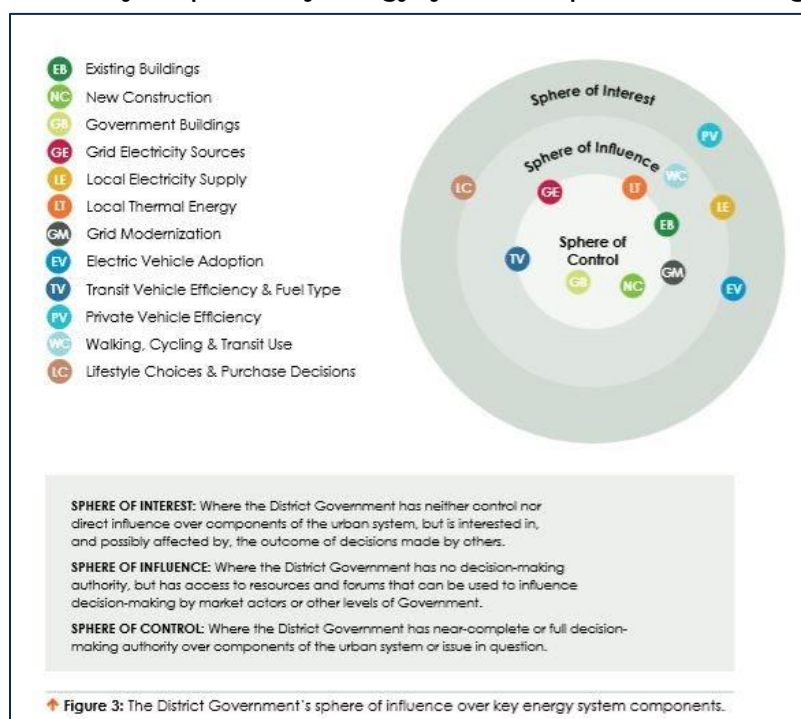 EB Existing Buildings
NC New Construction
GB Government Buildings
GE Grid Electricity Sources
LE Local Electricity Supply
LT Local Thermal Energy
GM Grid Modernization
EV Electric Vehicle Adoption
TV Transit Vehicle Efficiency & Fuel Type
PV Private Vehicle Efficiency
WC Walking, Cycling & Transit Use
LC Lifestyle Choices & Purchase Decisions
Sphere of Interest
PV
Sphere of Influence
WC
LC
GE
LT
LE
EB
Sphere of
Control
TV
GM
GB
NC
EV
SPHERE OF INTEREST: Where the District Government has neither control nor
direct influence over components of the urban system, but is interested in,
and possibly affected by, the outcome of decisions made by others.
SPHERE OF INFLUENCE: Where the District Government has no decision-making
authority, but has access to resources and forums that can be used to influence
decision-making by market actors or other levels of Government.
SPHERE OF CONTROL: Where the District Government has near-complete or full decision-
making authority over components of the urban system or issue in question.
Figure 3: The District Government's sphere of influence over key energy system components.